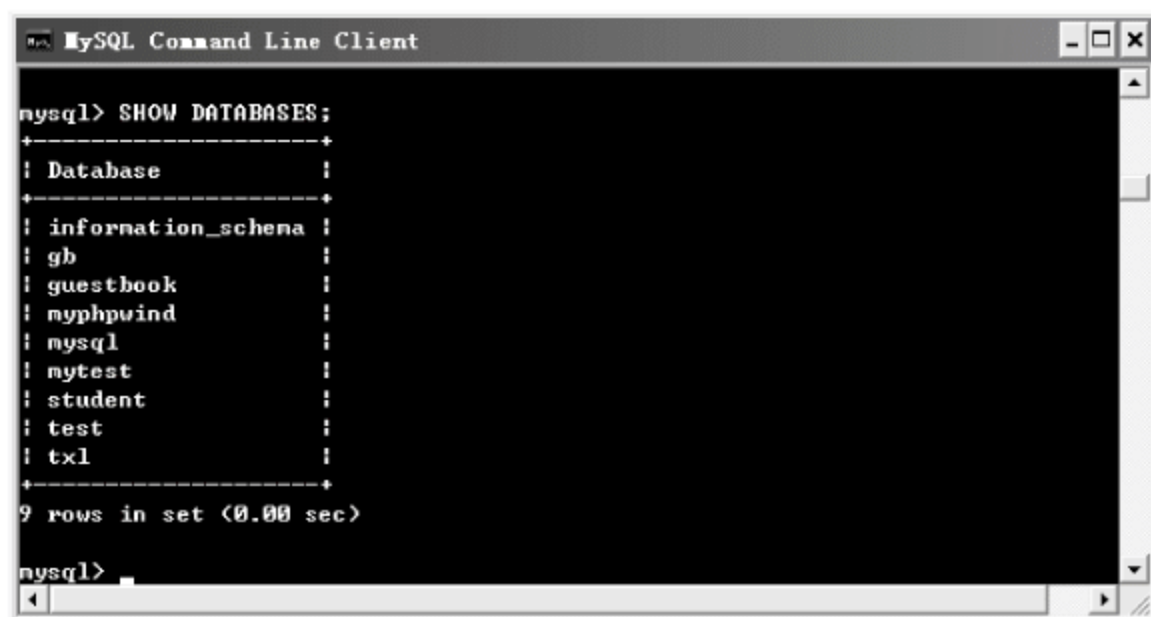 MySQL Command Line Client
mysql> SHOW DATABASES;
+--------------------+
| Database           |
+--------------------+
| information_schema |
| gb                 |
| guestbook          |
| myphpwind          |
| mysql              |
| mytest             |
| student            |
| test               |
| txl                |
+--------------------+
9 rows in set (0.00 sec)
mysql> _